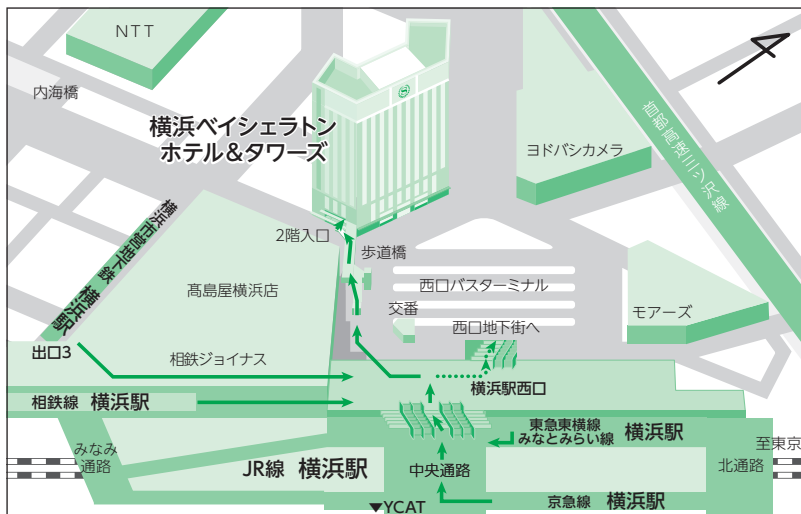 NTT
内海橋
横浜ベイシェラトン
ホテル&タワーズ
ヨドバシカメラ
首都高速三ツ沢線
2階入口
歩道橋
横浜市営地下鉄 横浜駅
髙島屋横浜店
西口バスターミナル
交番
モアーズ
西口地下街へ
出口3
相鉄ジョイナス
横浜駅西口
相鉄線 横浜駅
東急東横線
みなとみらい線 横浜駅
みなみ
通路
JR線 横浜駅
中央通路
北通路
至東京
京急線 横浜駅
▼YCAT